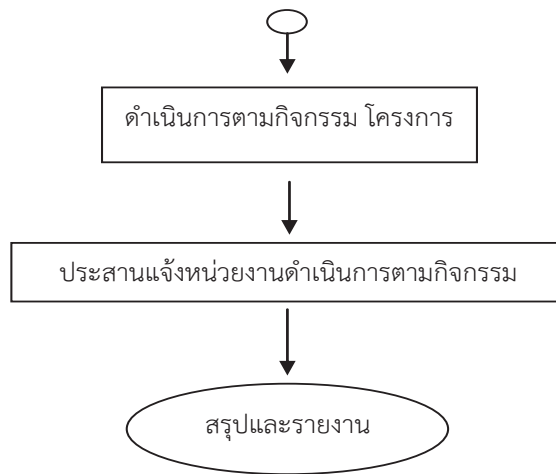 ดำเนินการตามกิจกรรม โครงการ
ประสานแจ้งหน่วยงานดำเนินการตามกิจกรรม
สรุปและรายงาน